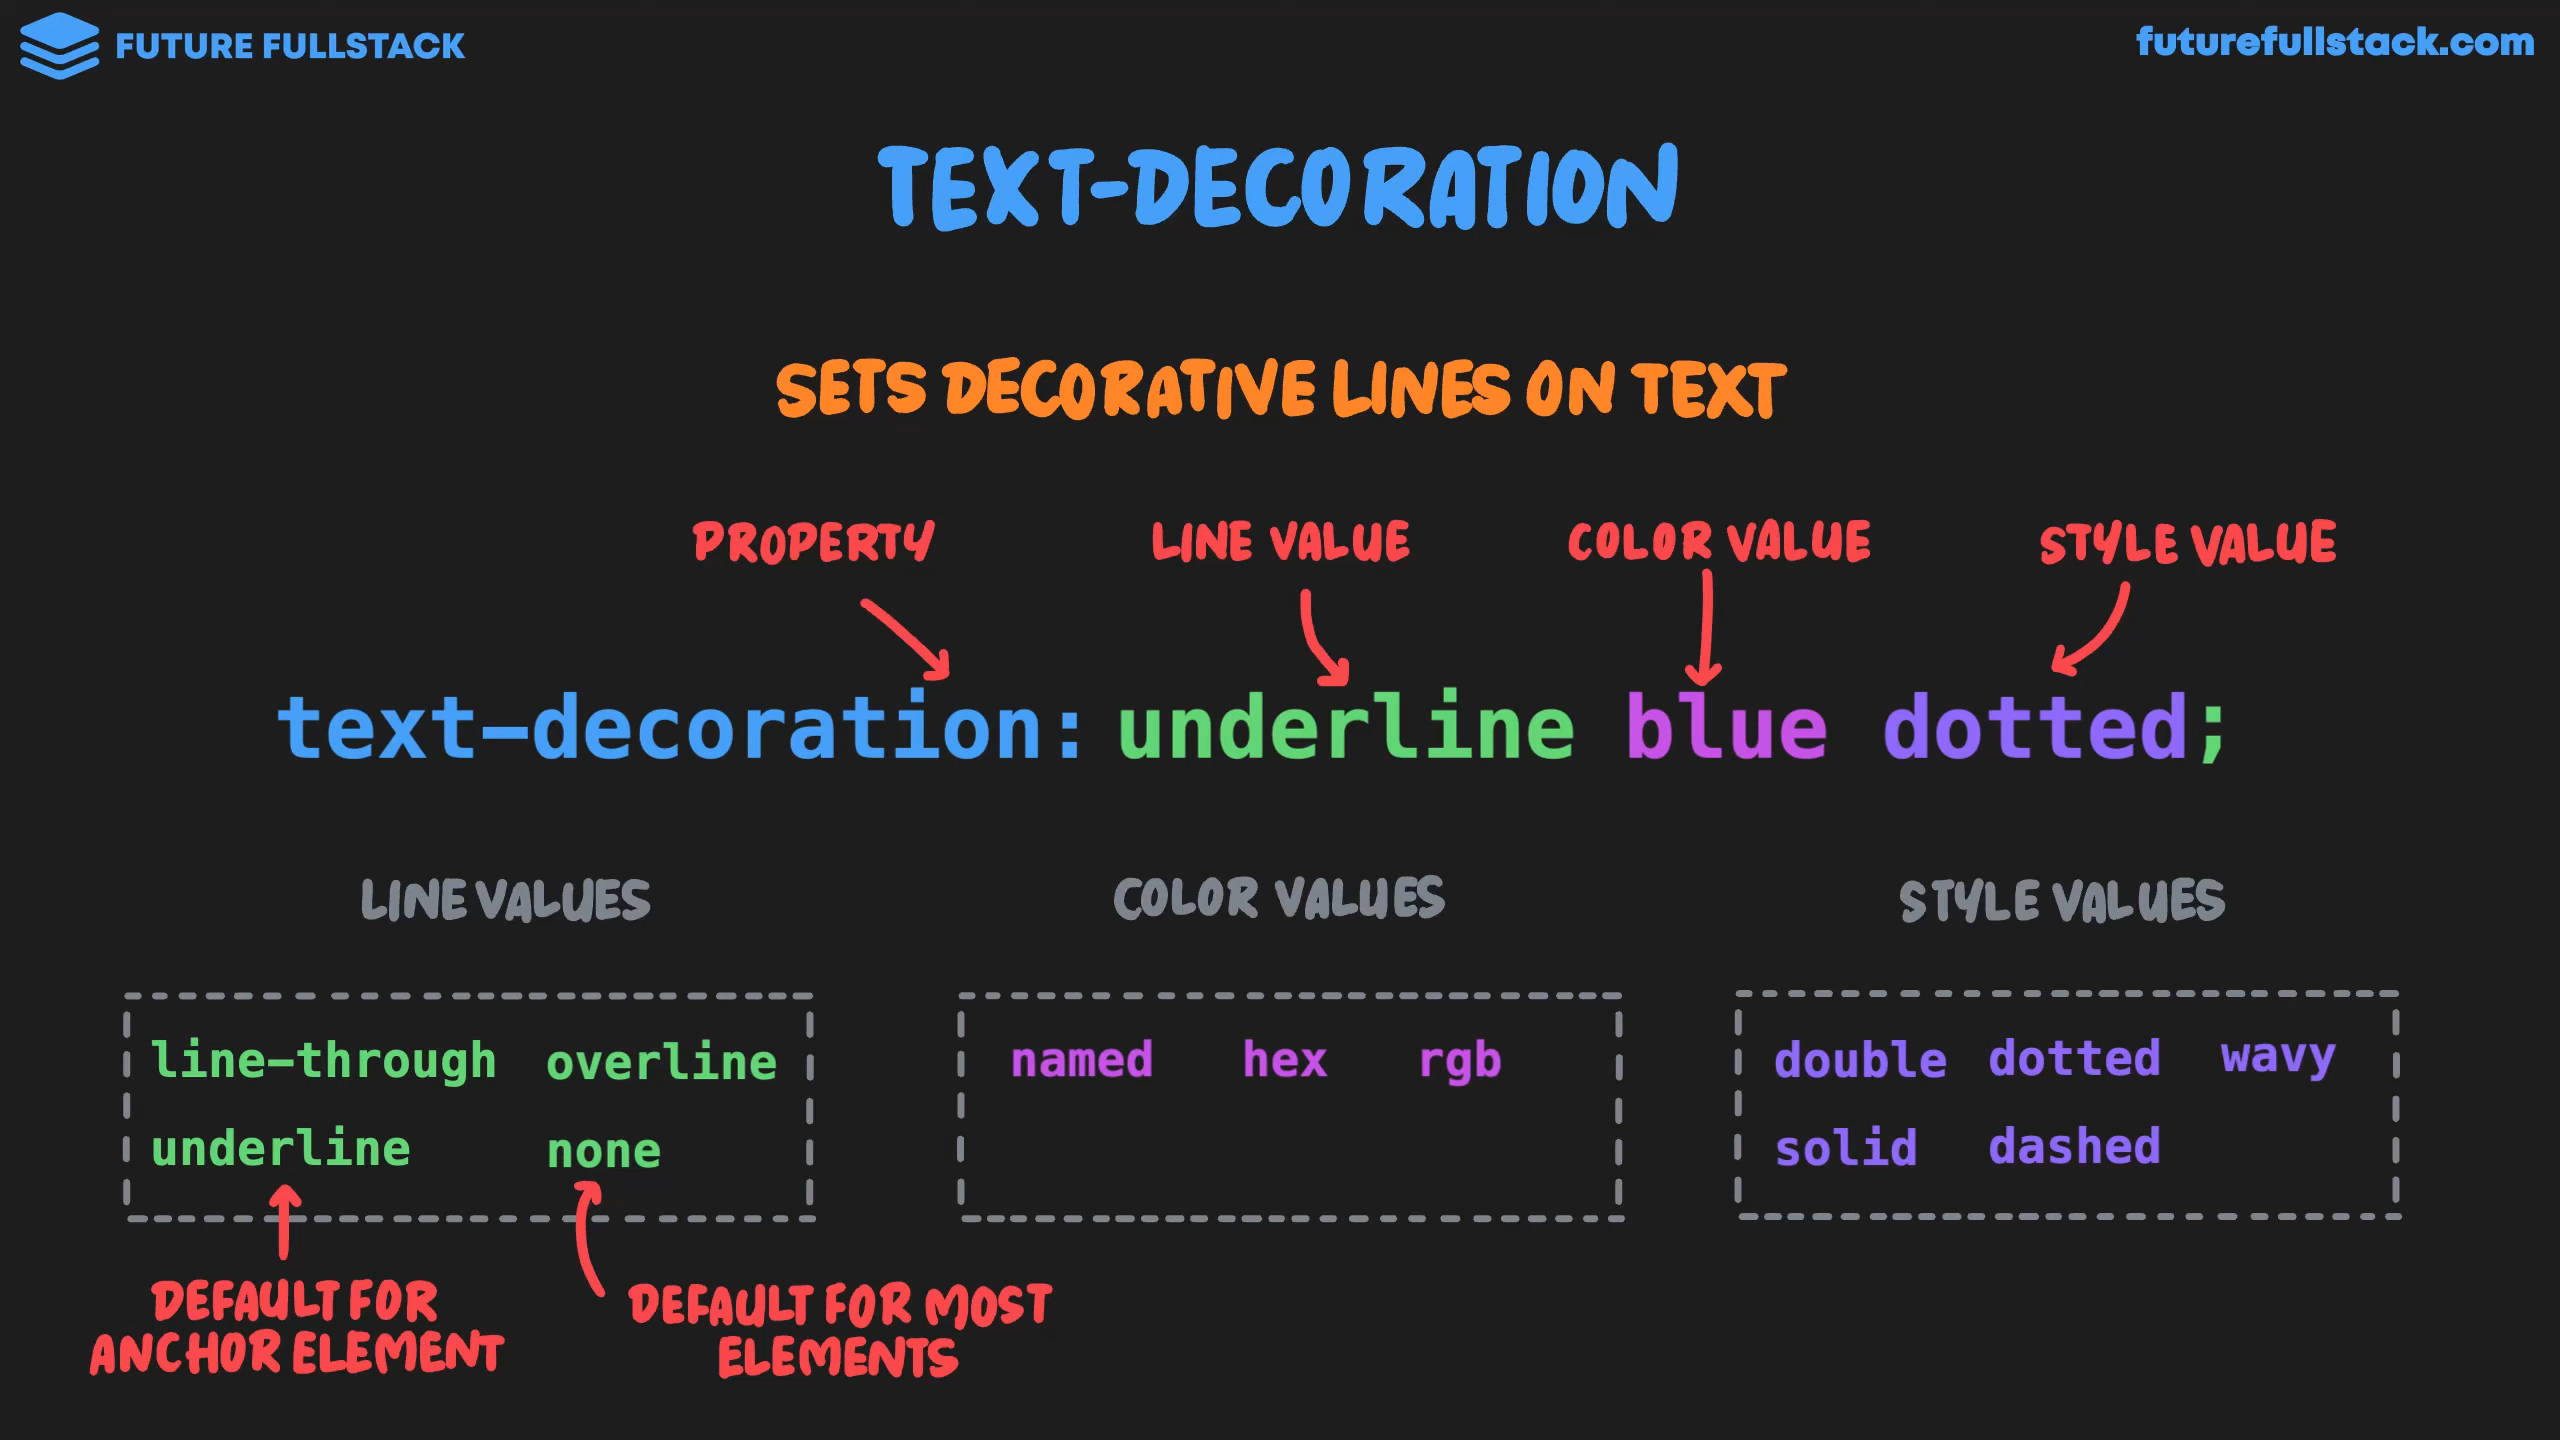 FUTURE FULLSTACK
futurefullstack.com
TEXT-DECORATION
SETS DECORATIVE LINES ON TEXT
PROPERTY LINE VALUE COLOR VALUE STYLE VALUE
text-decoration: underline blue dotted;
LINE VALUES
line-through overline
underline none
DEFAULT FOR
ANCHOR ELEMENT
DEFAULT FOR MOST
ELEMENTS
COLOR VALUES
named hex rgb
STYLE VALUES
double dotted wavy
solid dashed